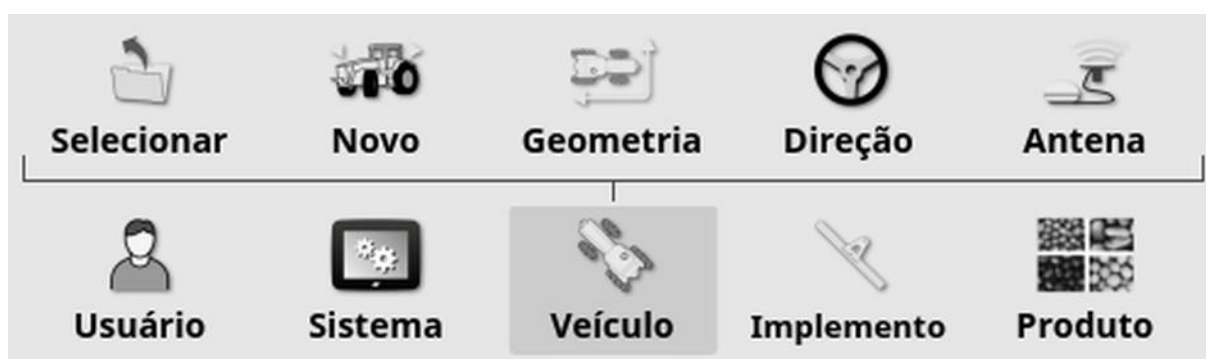 Selecionar Novo Geometria Direção Antena
Usuário Sistema Veículo Implemento Produto